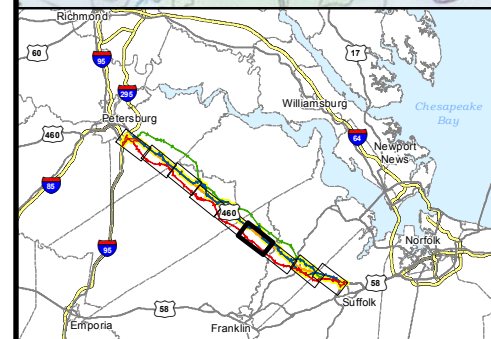 Richmond
60
95
17
295
Williamsburg
Chesapeake
Bay
Petersburg
460
64
Newport
News
85
460
95
Norfolk
58
Suffolk
58
Emporia
Franklin